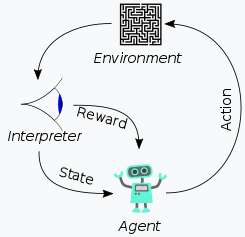 Environment
Reward
Interpreter
Action
State
Agent